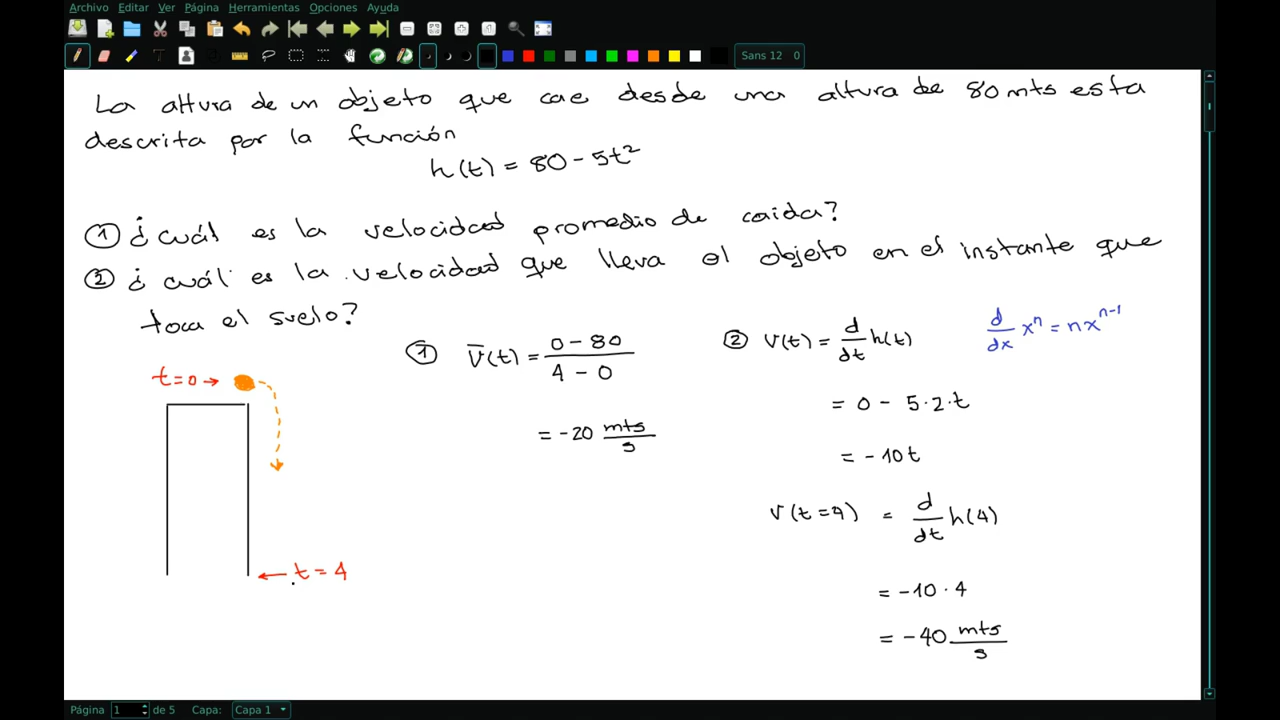 Archivo Editar Ver Página Herramientas Opciones Ayuda
Sans 12 0
La altura de un objeto que cae desde una altura de 80 mts esta
descrita por la función
h(t) = 80 - 5t²
① ¿cuál es la velocidad promedio de caida?
② ¿cuál es la velocidad que lleva el objeto en el instante que
toca el suelo?
① v̅(t) = (0 - 80)/(4 - 0)
= -20 mts/s
② v(t) = d/dt h(t)
= 0 - 5·2·t
= -10t
v(t=4) = d/dt h(4)
= -10·4
= -40 mts/s
d/dx xⁿ = nxⁿ⁻¹
t=0 →
← t = 4
Página 1 de 5 Capa: Capa 1